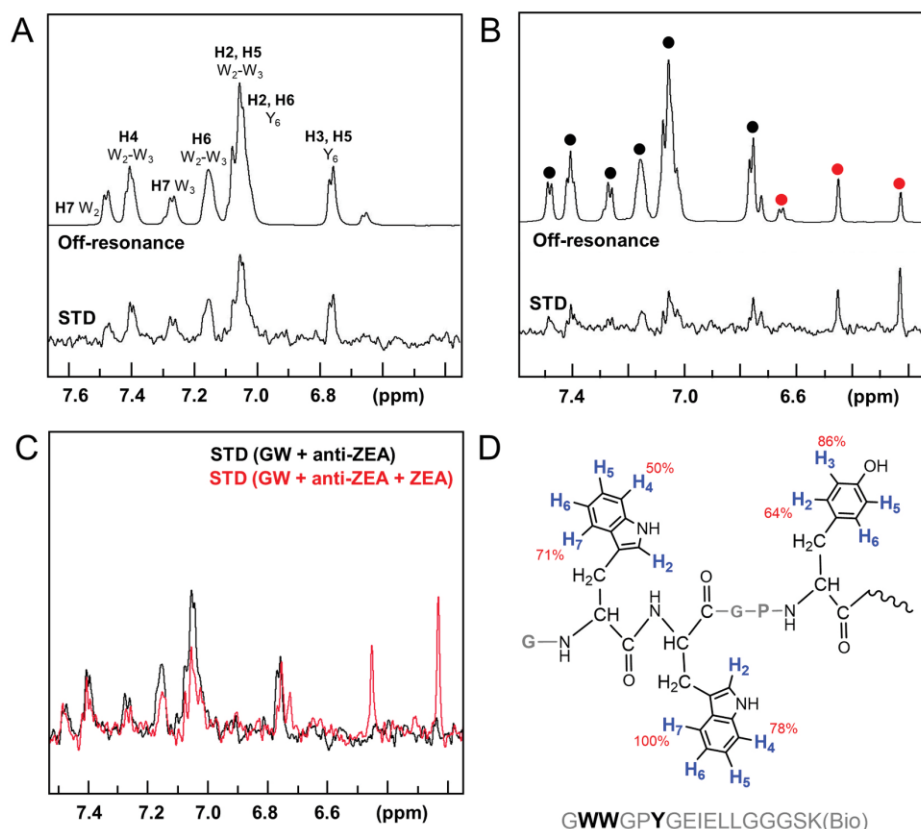 A
H2, H5
W2-W3
H2, H6
Y6
H4
W2-W3
H6
W2-W3
H3, H5
Y6
H7 W3
H7 W2
Off-resonance
STD
7.6 7.4 7.2 7.0 6.8 (ppm)
B
Off-resonance
STD
7.4 7.0 6.6 (ppm)
C
STD (GW + anti-ZEA)
STD (GW + anti-ZEA + ZEA)
7.4 7.2 7.0 6.8 6.6 (ppm)
D
86%
H3 OH
H5 50%
H6 H4 H2 H5
64%
H7 NH H2C H6
71%
H2C H2 O
CH H N CH G-P-N H
G-N H O O
H2
H2C NH
H7 78%
100% H4
H6 H5
GWWGPYGEIELLGGGSK(Bio)